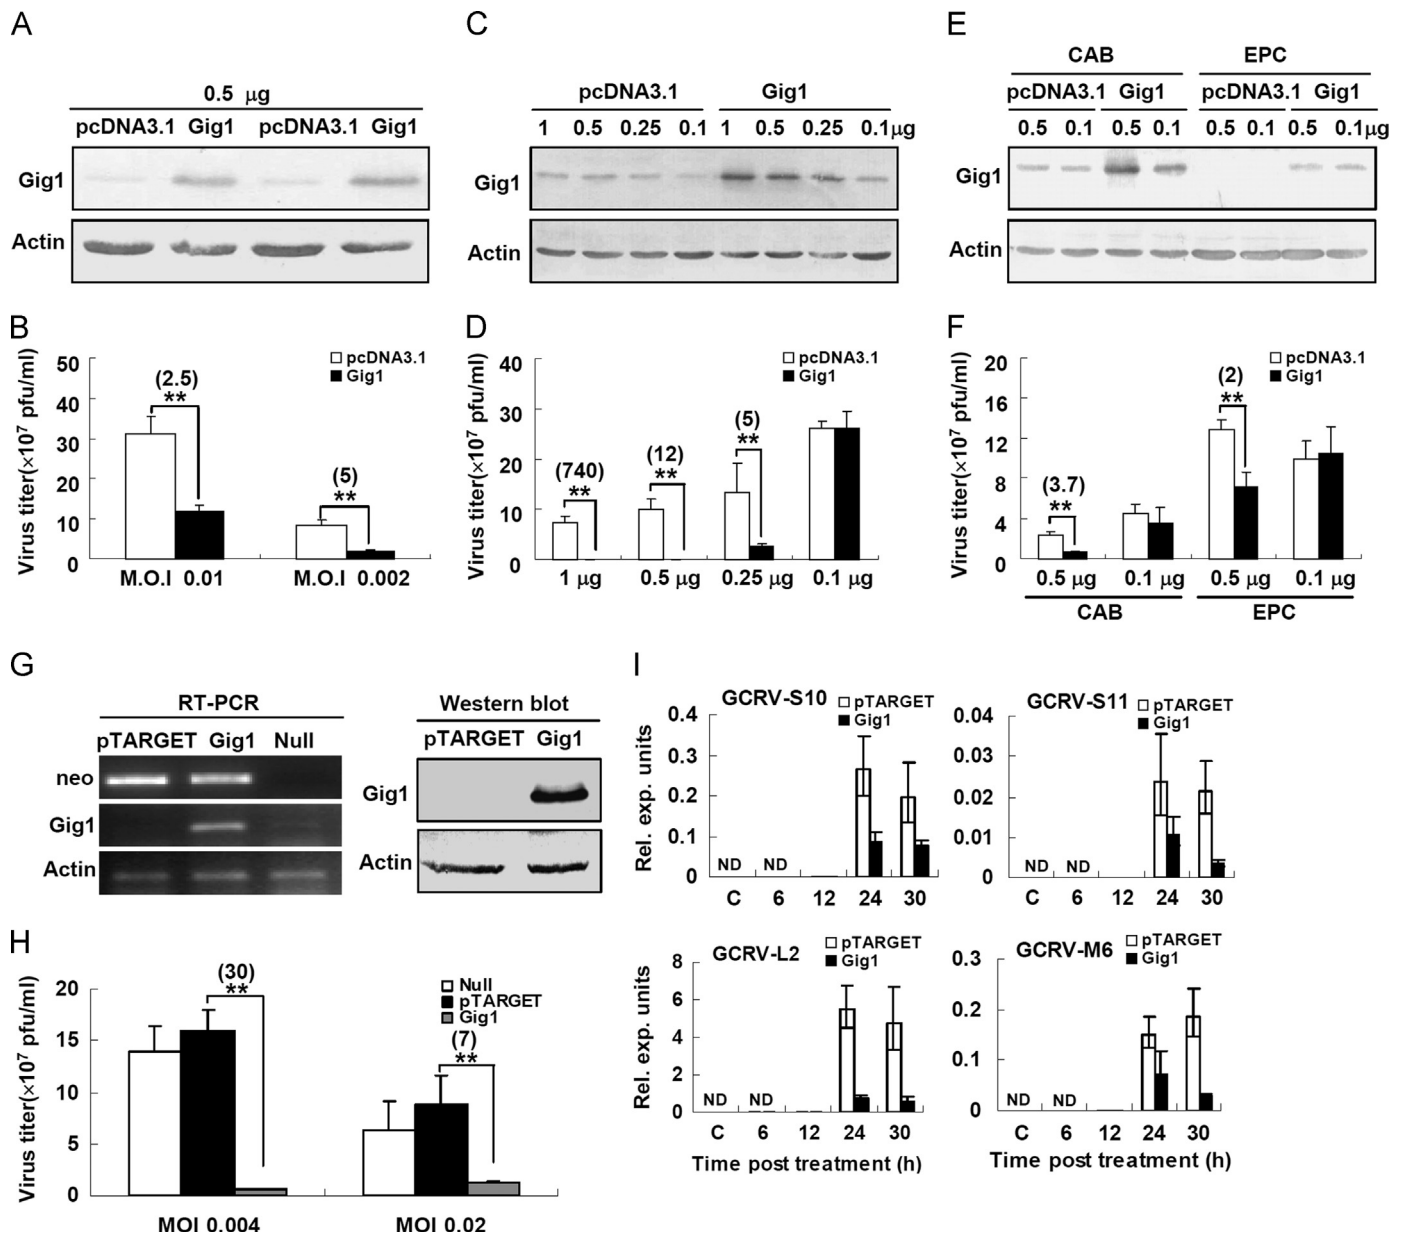 A
0.5 μg
pcDNA3.1 Gig1 pcDNA3.1 Gig1
Gig1
Actin
B
Virus titer(×10⁷ pfu/ml)
50
40
30
20
10
0
pcDNA3.1
Gig1
(2.5)
**
(5)
**
M.O.I 0.01 M.O.I 0.002
C
pcDNA3.1 Gig1
1 0.5 0.25 0.1 1 0.5 0.25 0.1μg
Gig1
Actin
D
Virus titer(×10⁷ pfu/ml)
40
30
20
10
0
pcDNA3.1
Gig1
(740)
**
(12)
**
(5)
**
1 μg 0.5 μg 0.25 μg 0.1 μg
E
CAB EPC
pcDNA3.1 Gig1 pcDNA3.1 Gig1
0.5 0.1 0.5 0.1 0.5 0.1 0.5 0.1μg
Gig1
Actin
F
Virus titer(×10⁷ pfu/ml)
20
16
12
8
4
0
pcDNA3.1
Gig1
(3.7)
**
(2)
**
0.5 μg 0.1 μg 0.5 μg 0.1 μg
CAB EPC
G
RT-PCR
pTARGET Gig1 Null
neo
Gig1
Actin
Western blot
pTARGET Gig1
Gig1
Actin
H
Virus titer(×10⁷ pfu/ml)
20
15
10
5
0
Null
pTARGET
Gig1
(30)
**
(7)
**
MOI 0.004 MOI 0.02
I
GCRV-S10
pTARGET
Gig1
Rel. exp. units
0.4
0.3
0.2
0.1
0
ND ND
C 6 12 24 30
GCRV-S11
pTARGET
Gig1
0.04
0.03
0.02
0.01
0
ND ND
C 6 12 24 30
GCRV-L2
pTARGET
Gig1
Rel. exp. units
8
6
4
2
0
ND ND
C 6 12 24 30
Time post treatment (h)
GCRV-M6
pTARGET
Gig1
0.3
0.2
0.1
0
ND ND
C 6 12 24 30
Time post treatment (h)